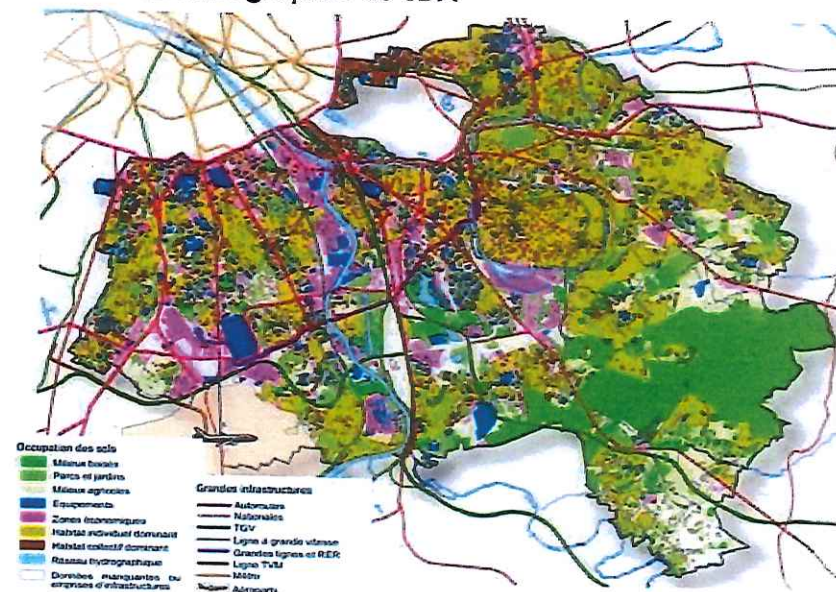 Occupation des sols
Milieux boisés
Parcs et jardins
Milieux agricoles
Equipements
Zones économiques
Habitat individuel dominant
Habitat collectif dominant
Réseau hydrographique
Données manquantes ou
emprises d'infrastructures
Grandes infrastructures
Autoroutes
Nationales
TGV
Ligne à grande vitesse
Grandes lignes et RER
Ligne TVM
Métro
Aéroports